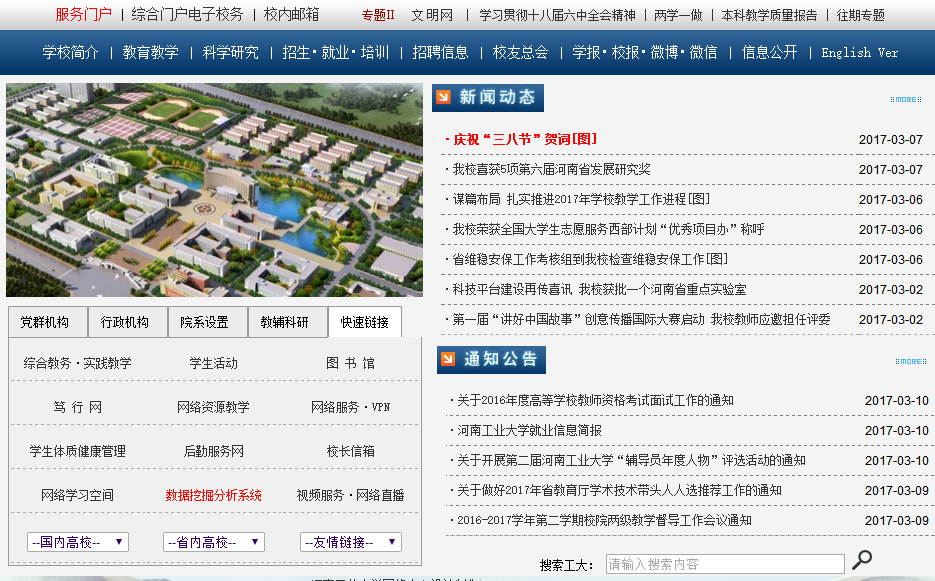 服务门户 | 综合门户电子校务 | 校内邮箱 专题II 文明网 | 学习贯彻十八届六中全会精神 | 两学一做 | 本科教学质量报告 | 往期专题
学校简介 | 教育教学 | 科学研究 | 招生·就业·培训 | 招聘信息 | 校友总会 | 学报·校报·微博·微信 | 信息公开 | English Ver
新闻动态 MORE
·庆祝“三八节”贺词[图] 2017-03-07
·我校喜获5项第六届河南省发展研究奖 2017-03-07
·谋篇布局 扎实推进2017年学校教学工作进程[图] 2017-03-06
·我校荣获全国大学生志愿服务西部计划“优秀项目办”称呼 2017-03-06
·省维稳安保工作考核组到我校检查维稳安保工作[图] 2017-03-06
·科技平台建设再传喜讯 我校获批一个河南省重点实验室 2017-03-02
·第一届“讲好中国故事”创意传播国际大赛启动 我校教师应邀担任评委 2017-03-02
党群机构 行政机构 院系设置 教辅科研 快速链接
综合教务·实践教学 学生活动 图 书 馆
笃 行 网 网络资源教学 网络服务·VPN
学生体质健康管理 后勤服务网 校长信箱
网络学习空间 数据挖掘分析系统 视频服务·网络直播
--国内高校-- --省内高校-- --友情链接--
通知公告 MORE
·关于2016年度高等学校教师资格考试面试工作的通知 2017-03-10
·河南工业大学就业信息简报 2017-03-10
·关于开展第二届河南工业大学“辅导员年度人物”评选活动的通知 2017-03-10
·关于做好2017年省教育厅学术技术带头人人选推荐工作的通知 2017-03-09
·2016-2017学年第二学期校院两级教学督导工作会议通知 2017-03-09
搜索工大: 请输入搜索内容